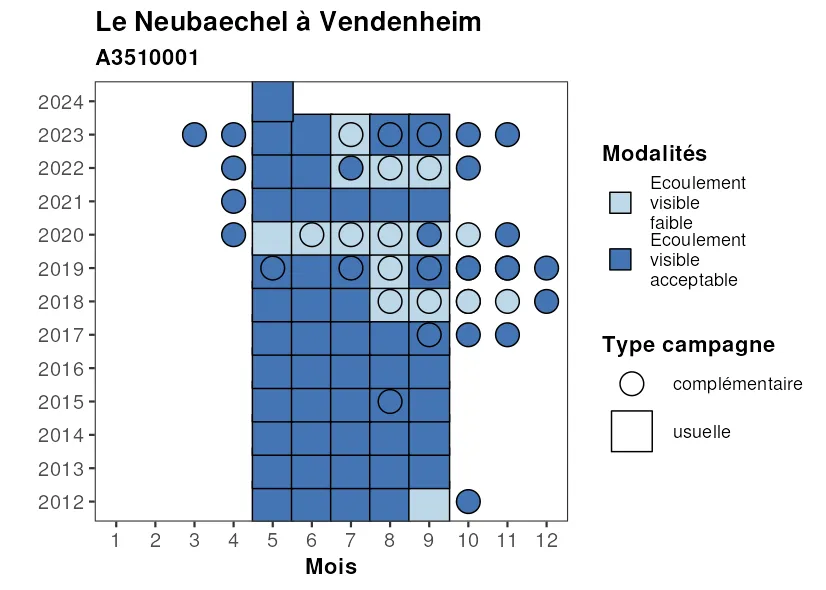 Le Neubaechel à Vendenheim
A3510001
2024
2023
2022
2021
2020
2019
2018
2017
2016
2015
2014
2013
2012
1 2 3 4 5 6 7 8 9 10 11 12
Mois
Modalités
Ecoulement
visible
faible
Ecoulement
visible
acceptable
Type campagne
complémentaire
usuelle